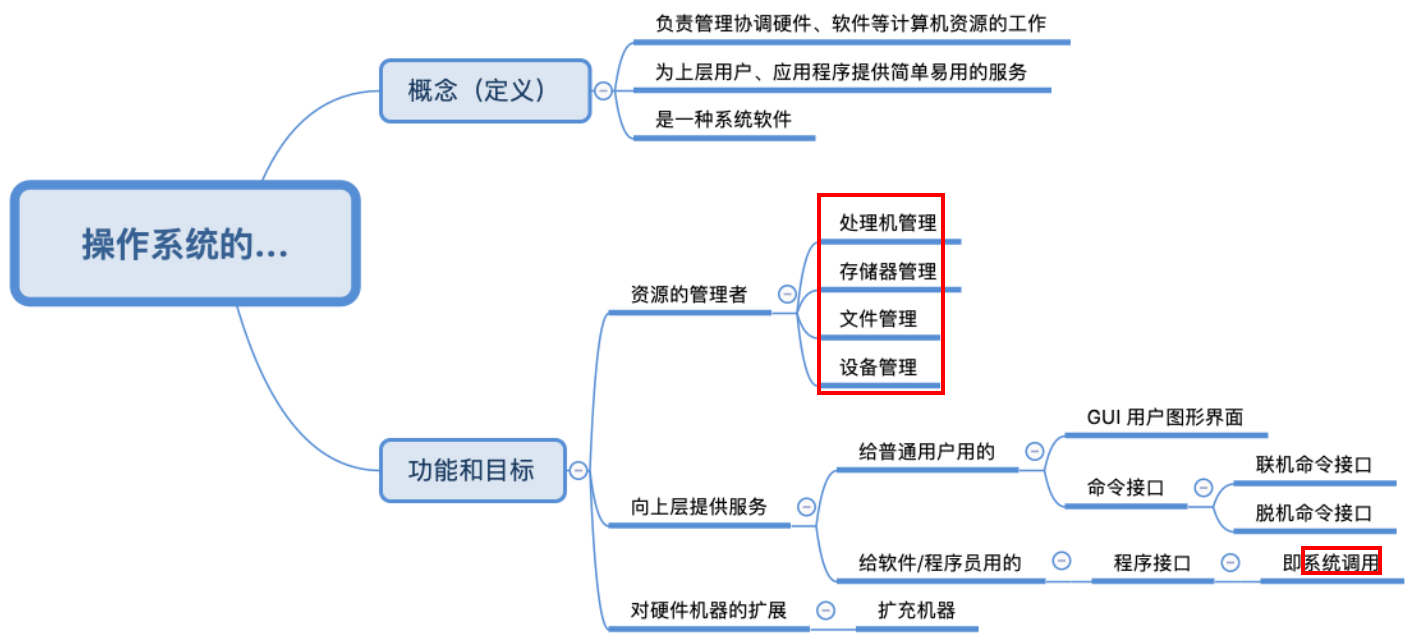 负责管理协调硬件、软件等计算机资源的工作
概念（定义）
为上层用户、应用程序提供简单易用的服务
是一种系统软件
操作系统的...
处理机管理
存储器管理
资源的管理者
文件管理
设备管理
功能和目标
GUI 用户图形界面
给普通用户用的
联机命令接口
命令接口
脱机命令接口
向上层提供服务
给软件/程序员用的
程序接口
即系统调用
对硬件机器的扩展
扩充机器